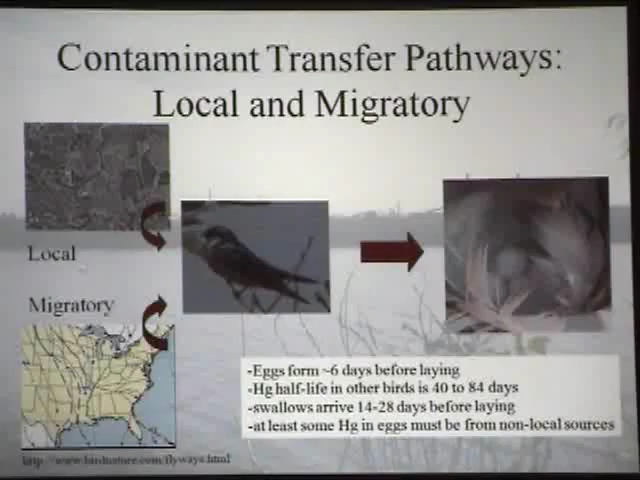 Contaminant Transfer Pathways:
Local and Migratory
Local
Migratory
-Eggs form ~6 days before laying
-Hg half-life in other birds is 40 to 84 days
-swallows arrive 14-28 days before laying
-at least some Hg in eggs must be from non-local sources
http://www.birdnature.com/flyways.html